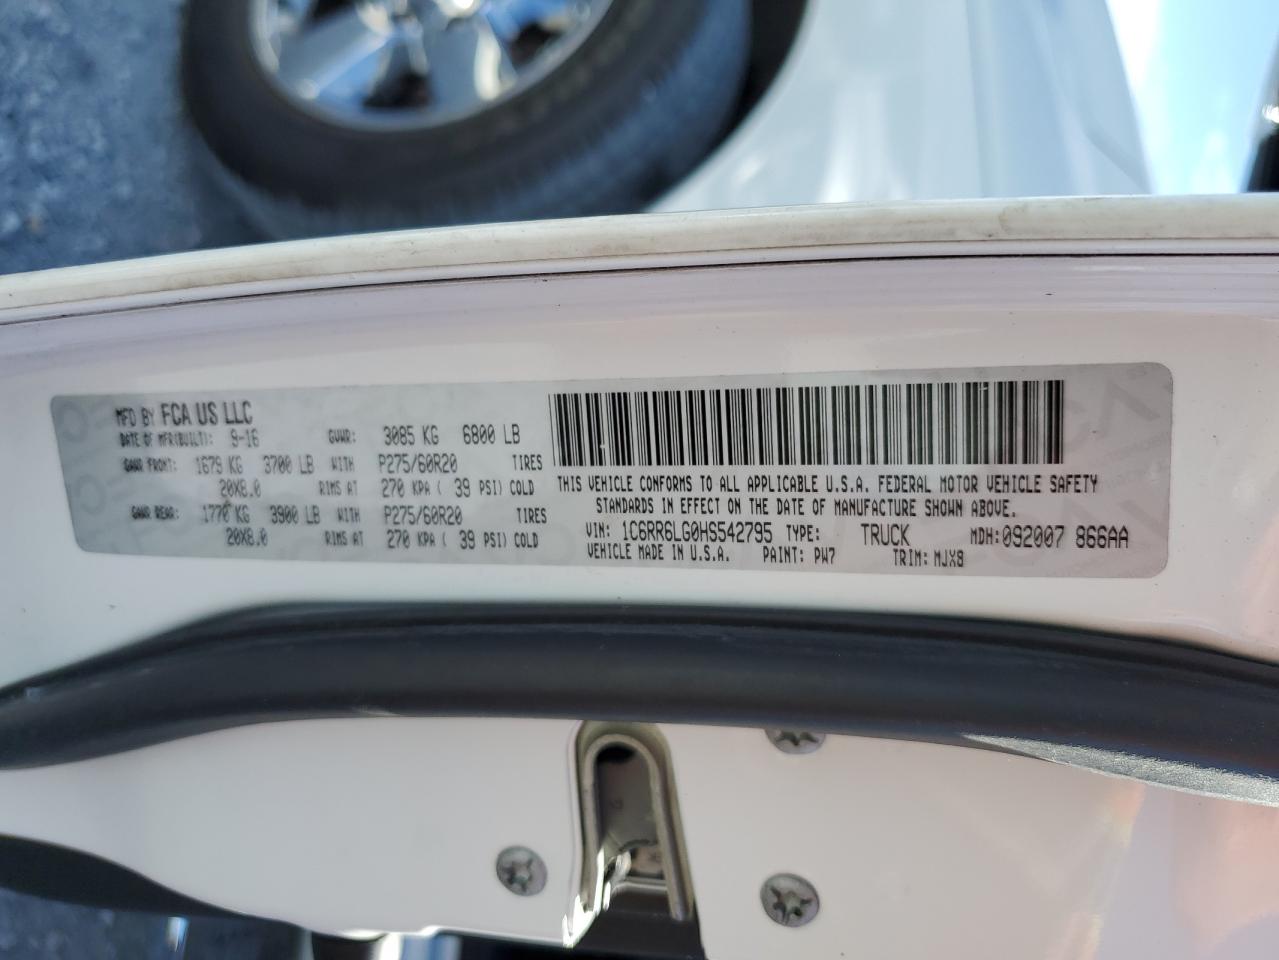 MFD BY FCA US LLC
DATE OF MFR(BUILT): 9-16 GVWR: 3085 KG 6800 LB
GAWR FRONT: 1679 KG 3700 LB WITH P275/60R20 TIRES
20X8.0 RIMS AT 270 KPA ( 39 PSI) COLD
GAWR REAR: 1770 KG 3900 LB WITH P275/60R20 TIRES
20X8.0 RIMS AT 270 KPA ( 39 PSI) COLD
THIS VEHICLE CONFORMS TO ALL APPLICABLE U.S.A. FEDERAL MOTOR VEHICLE SAFETY
STANDARDS IN EFFECT ON THE DATE OF MANUFACTURE SHOWN ABOVE.
VIN: 1C6RR6LG0HS542795 TYPE: TRUCK MDH:092007 866AA
VEHICLE MADE IN U.S.A. PAINT: PW7 TRIM: MJX8